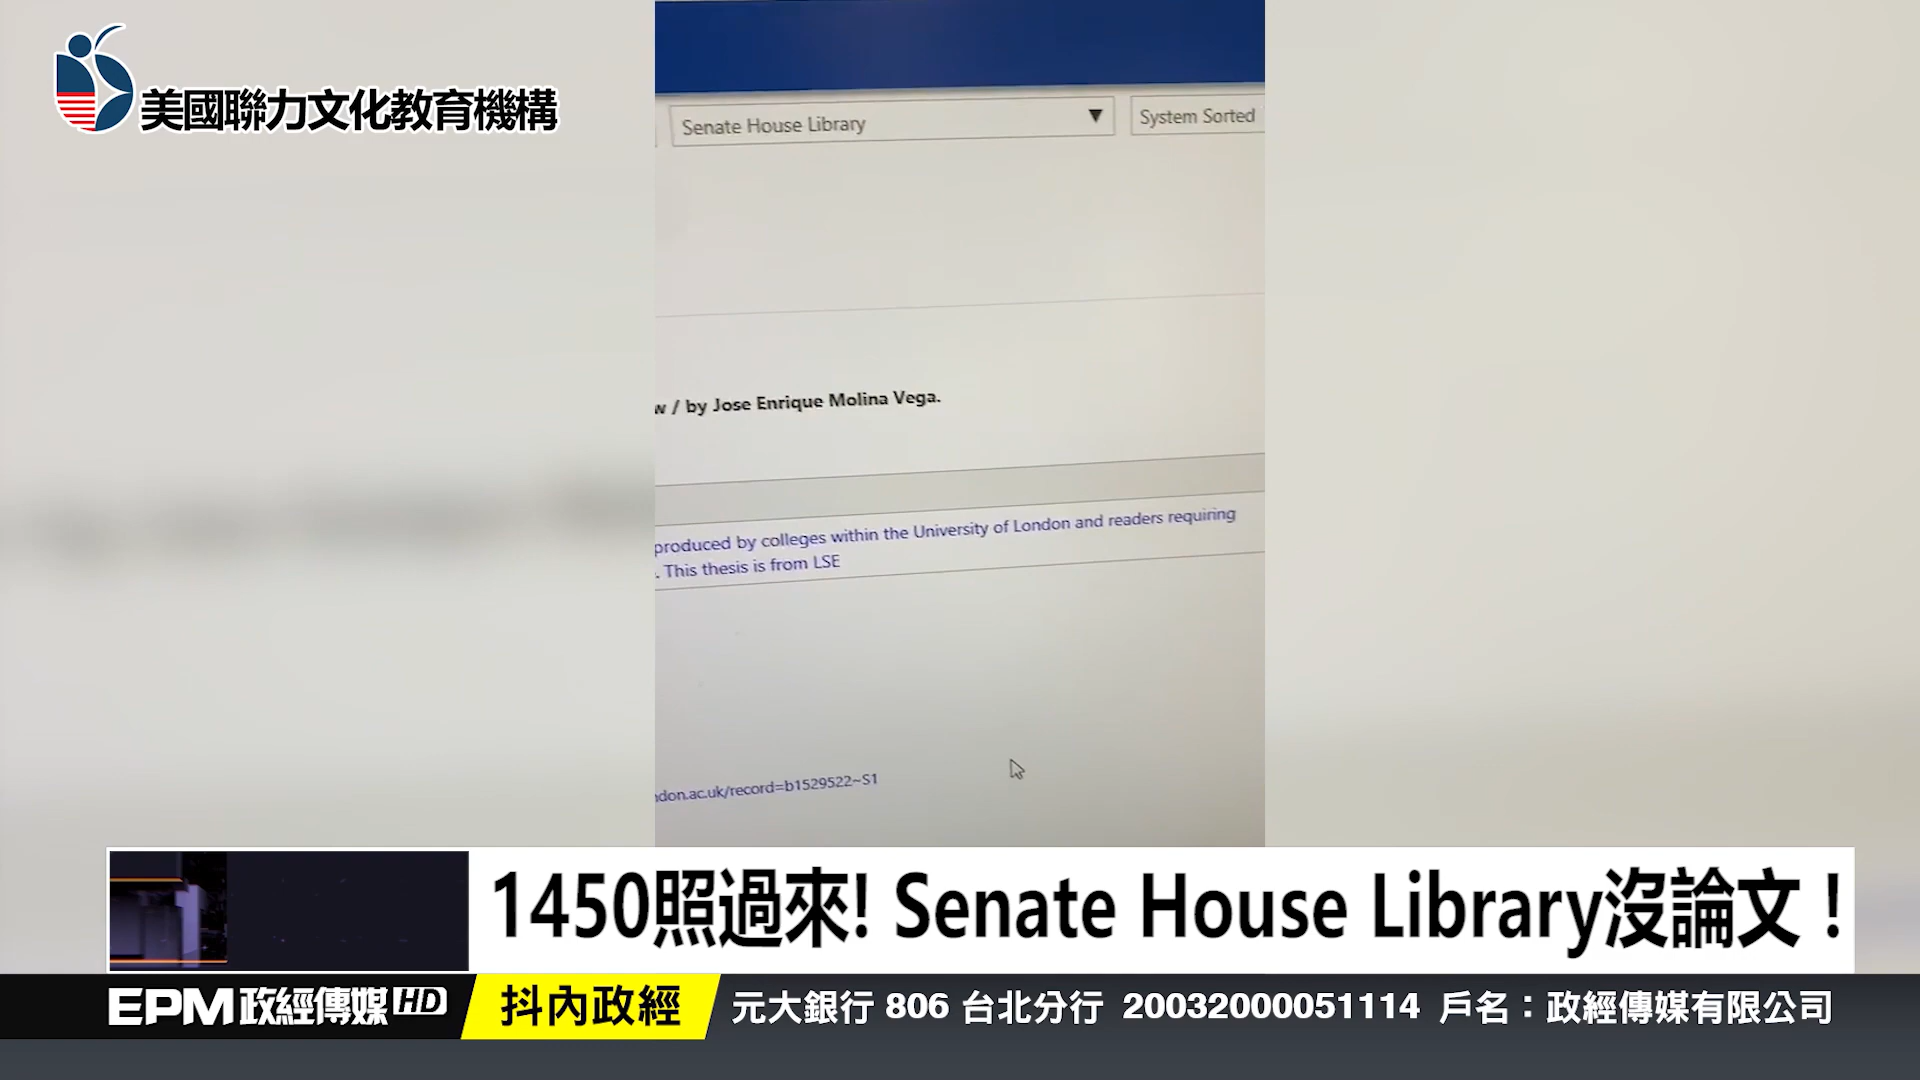 美國聯力文化教育機構
Senate House Library
System Sorted
w / by Jose Enrique Molina Vega.
produced by colleges within the University of London and readers requiring
. This thesis is from LSE
ndon.ac.uk/record=b1529522~S1
1450照過來! Senate House Library沒論文！
EPM政經傳媒HD
抖內政經
元大銀行 806 台北分行 20032000051114 戶名：政經傳媒有限公司